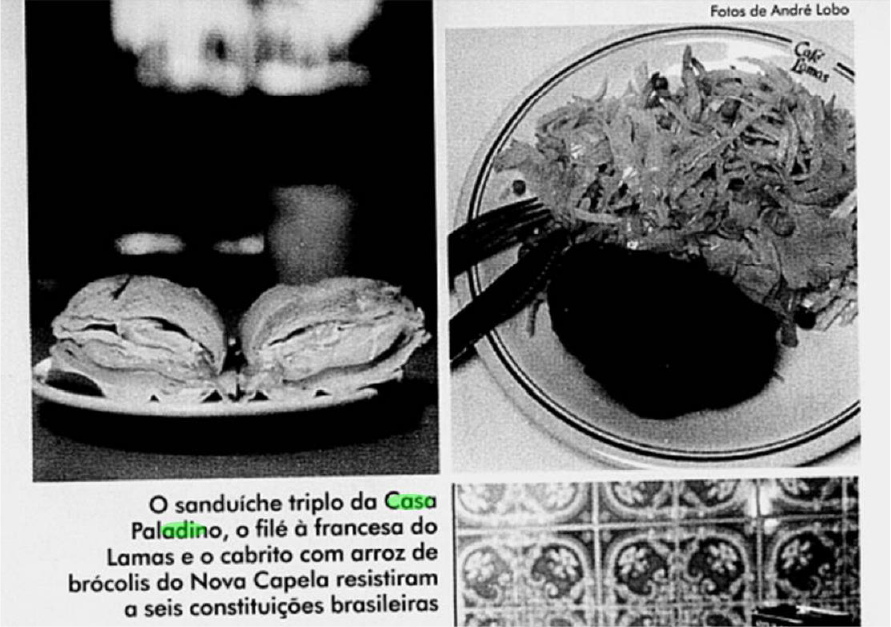 Fotos de André Lobo
Café
Lamas
O sanduíche triplo da Casa
Paladino, o filé à francesa do
Lamas e o cabrito com arroz de
brócolis do Nova Capela resistiram
a seis constituições brasileiras